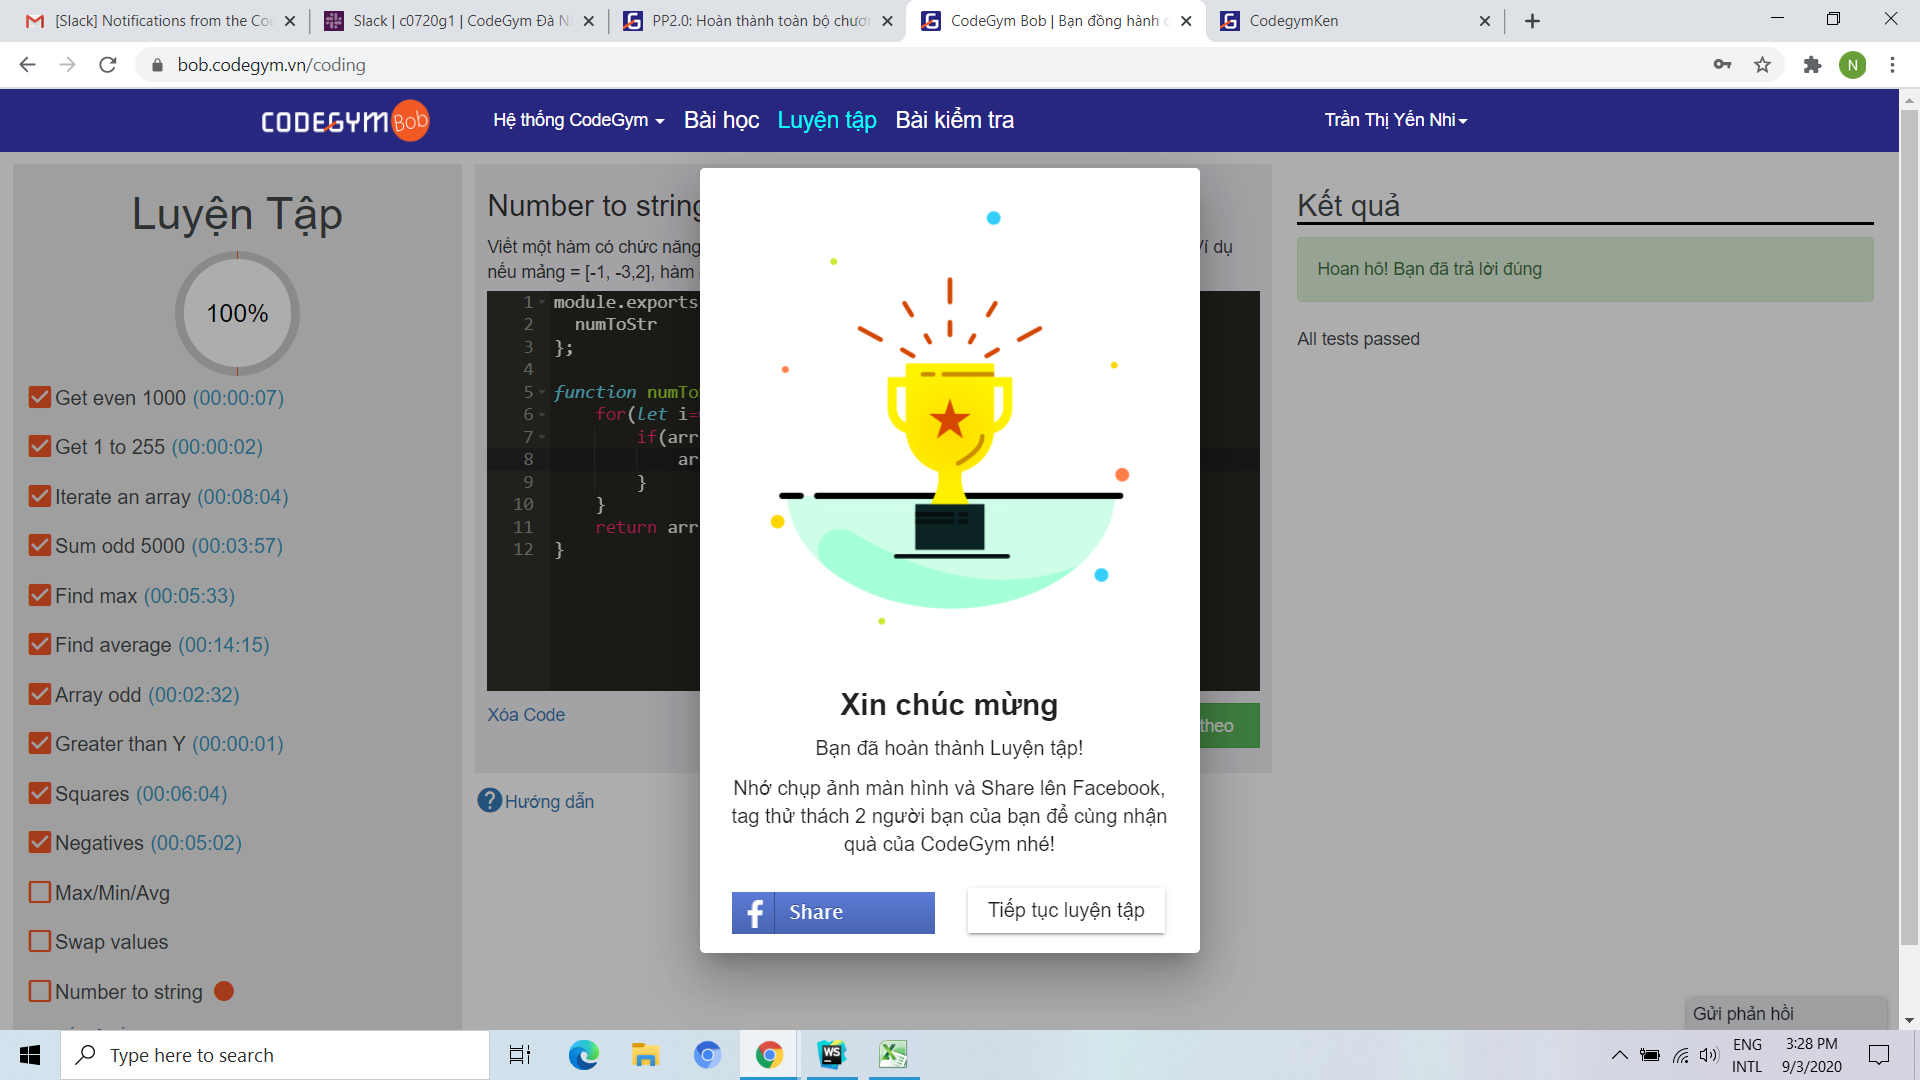 [Slack] Notifications from the Co
Slack | c0720g1 | CodeGym Đà N
PP2.0: Hoàn thành toàn bộ chươ
CodeGym Bob | Bạn đồng hành c
CodegymKen
bob.codegym.vn/coding
N
CODEGYM Bob
Hệ thống CodeGym
Bài học
Luyện tập
Bài kiểm tra
Trần Thị Yến Nhi
Luyện Tập
100%
Get even 1000 (00:00:07)
Get 1 to 255 (00:00:02)
Iterate an array (00:08:04)
Sum odd 5000 (00:03:57)
Find max (00:05:33)
Find average (00:14:15)
Array odd (00:02:32)
Greater than Y (00:00:01)
Squares (00:06:04)
Negatives (00:05:02)
Max/Min/Avg
Swap values
Number to string
Number to string
Viết một hàm có chức năng
í dụ
nếu mảng = [-1, -3,2], hàm
1 module.exports
2 numToStr
3 };
4
5 function numTo
6 for(let i=
7 if(arr
8 ar
9 }
10 }
11 return arr
12 }
Xóa Code
theo
Hướng dẫn
Xin chúc mừng
Bạn đã hoàn thành Luyện tập!
Nhớ chụp ảnh màn hình và Share lên Facebook,
tag thử thách 2 người bạn của bạn để cùng nhận
quà của CodeGym nhé!
Share
Tiếp tục luyện tập
Kết quả
Hoan hô! Bạn đã trả lời đúng
All tests passed
Gửi phản hồi
Type here to search
WS
ENG
INTL
3:28 PM
9/3/2020